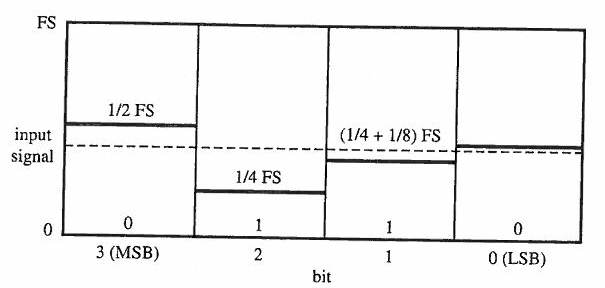 FS
1/2 FS
input
signal
(1/4 + 1/8) FS
1/4 FS
0
0
1
1
0
3 (MSB)
2
1
0 (LSB)
bit